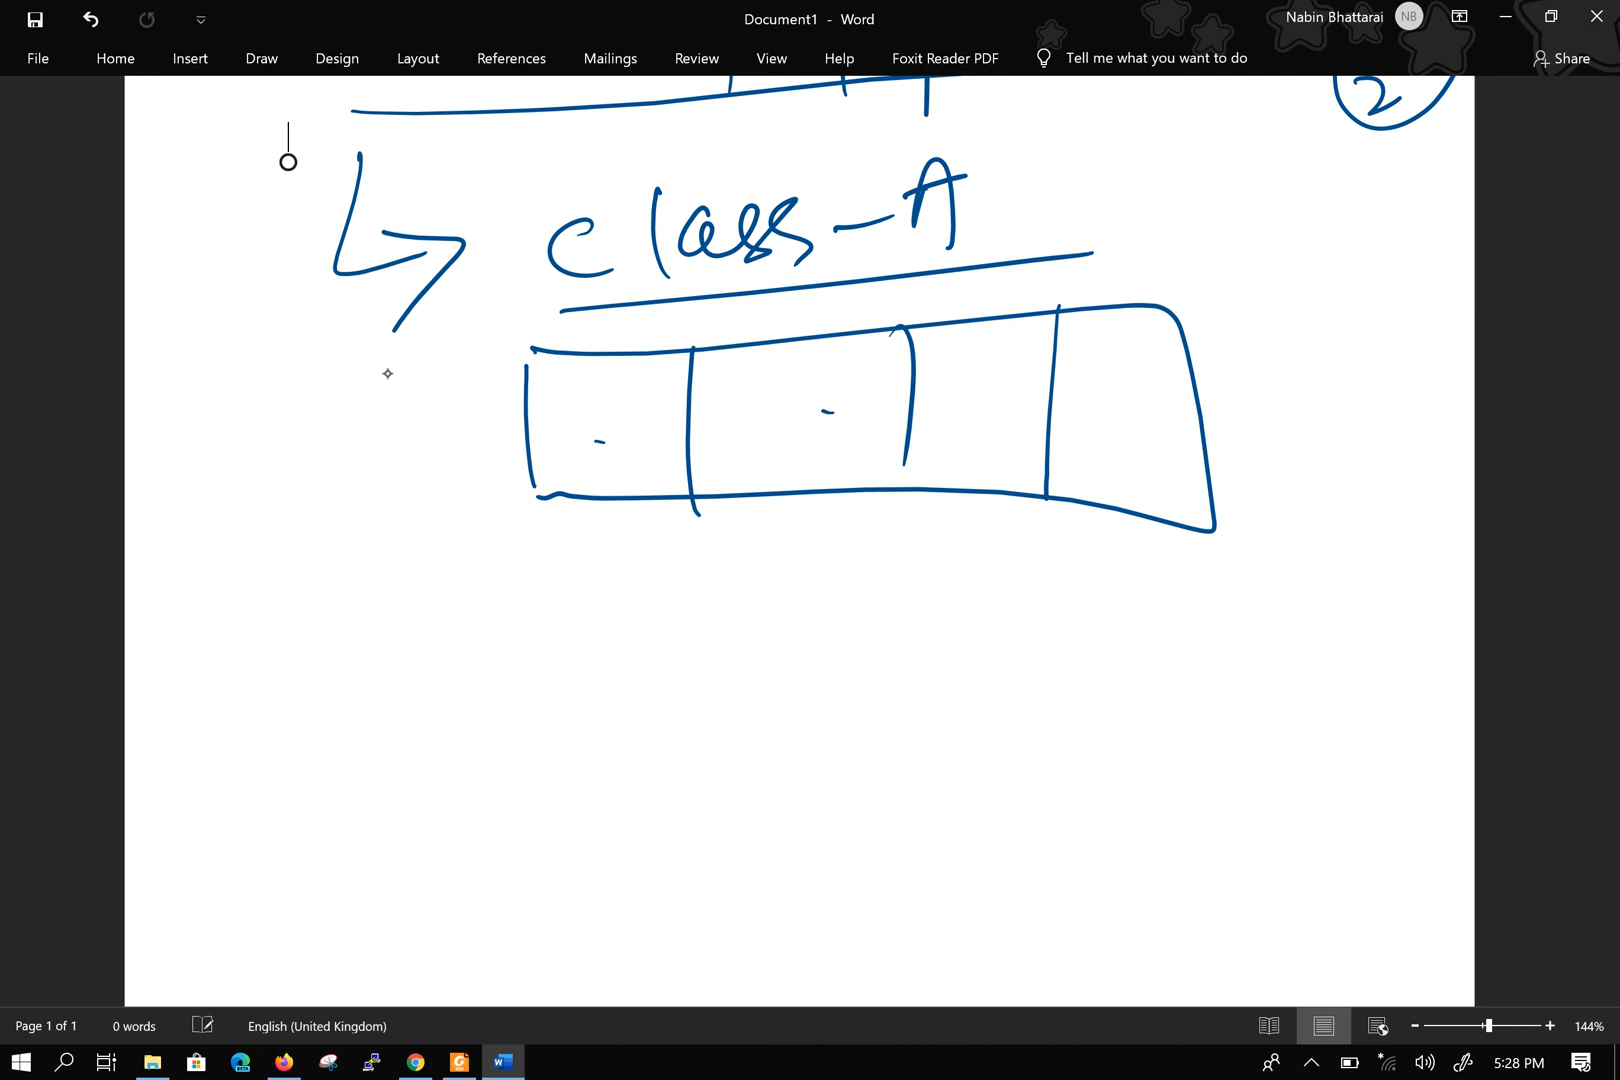 Document1 - Word
Nabin Bhattarai NB
File Home Insert Draw Design Layout References Mailings Review View Help Foxit Reader PDF Tell me what you want to do Share
2
class-A
Page 1 of 1 0 words English (United Kingdom) 144%
5:28 PM